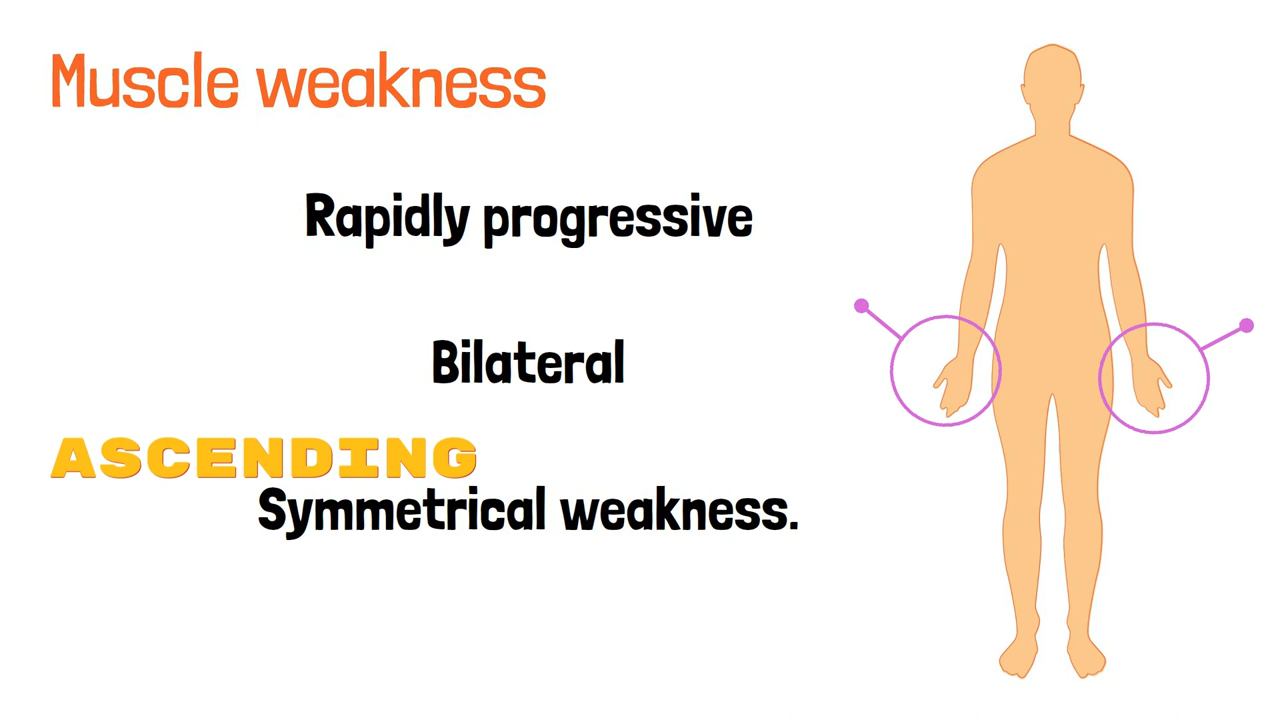 Muscle weakness
Rapidly progressive
Bilateral
ASCENDING
Symmetrical weakness.